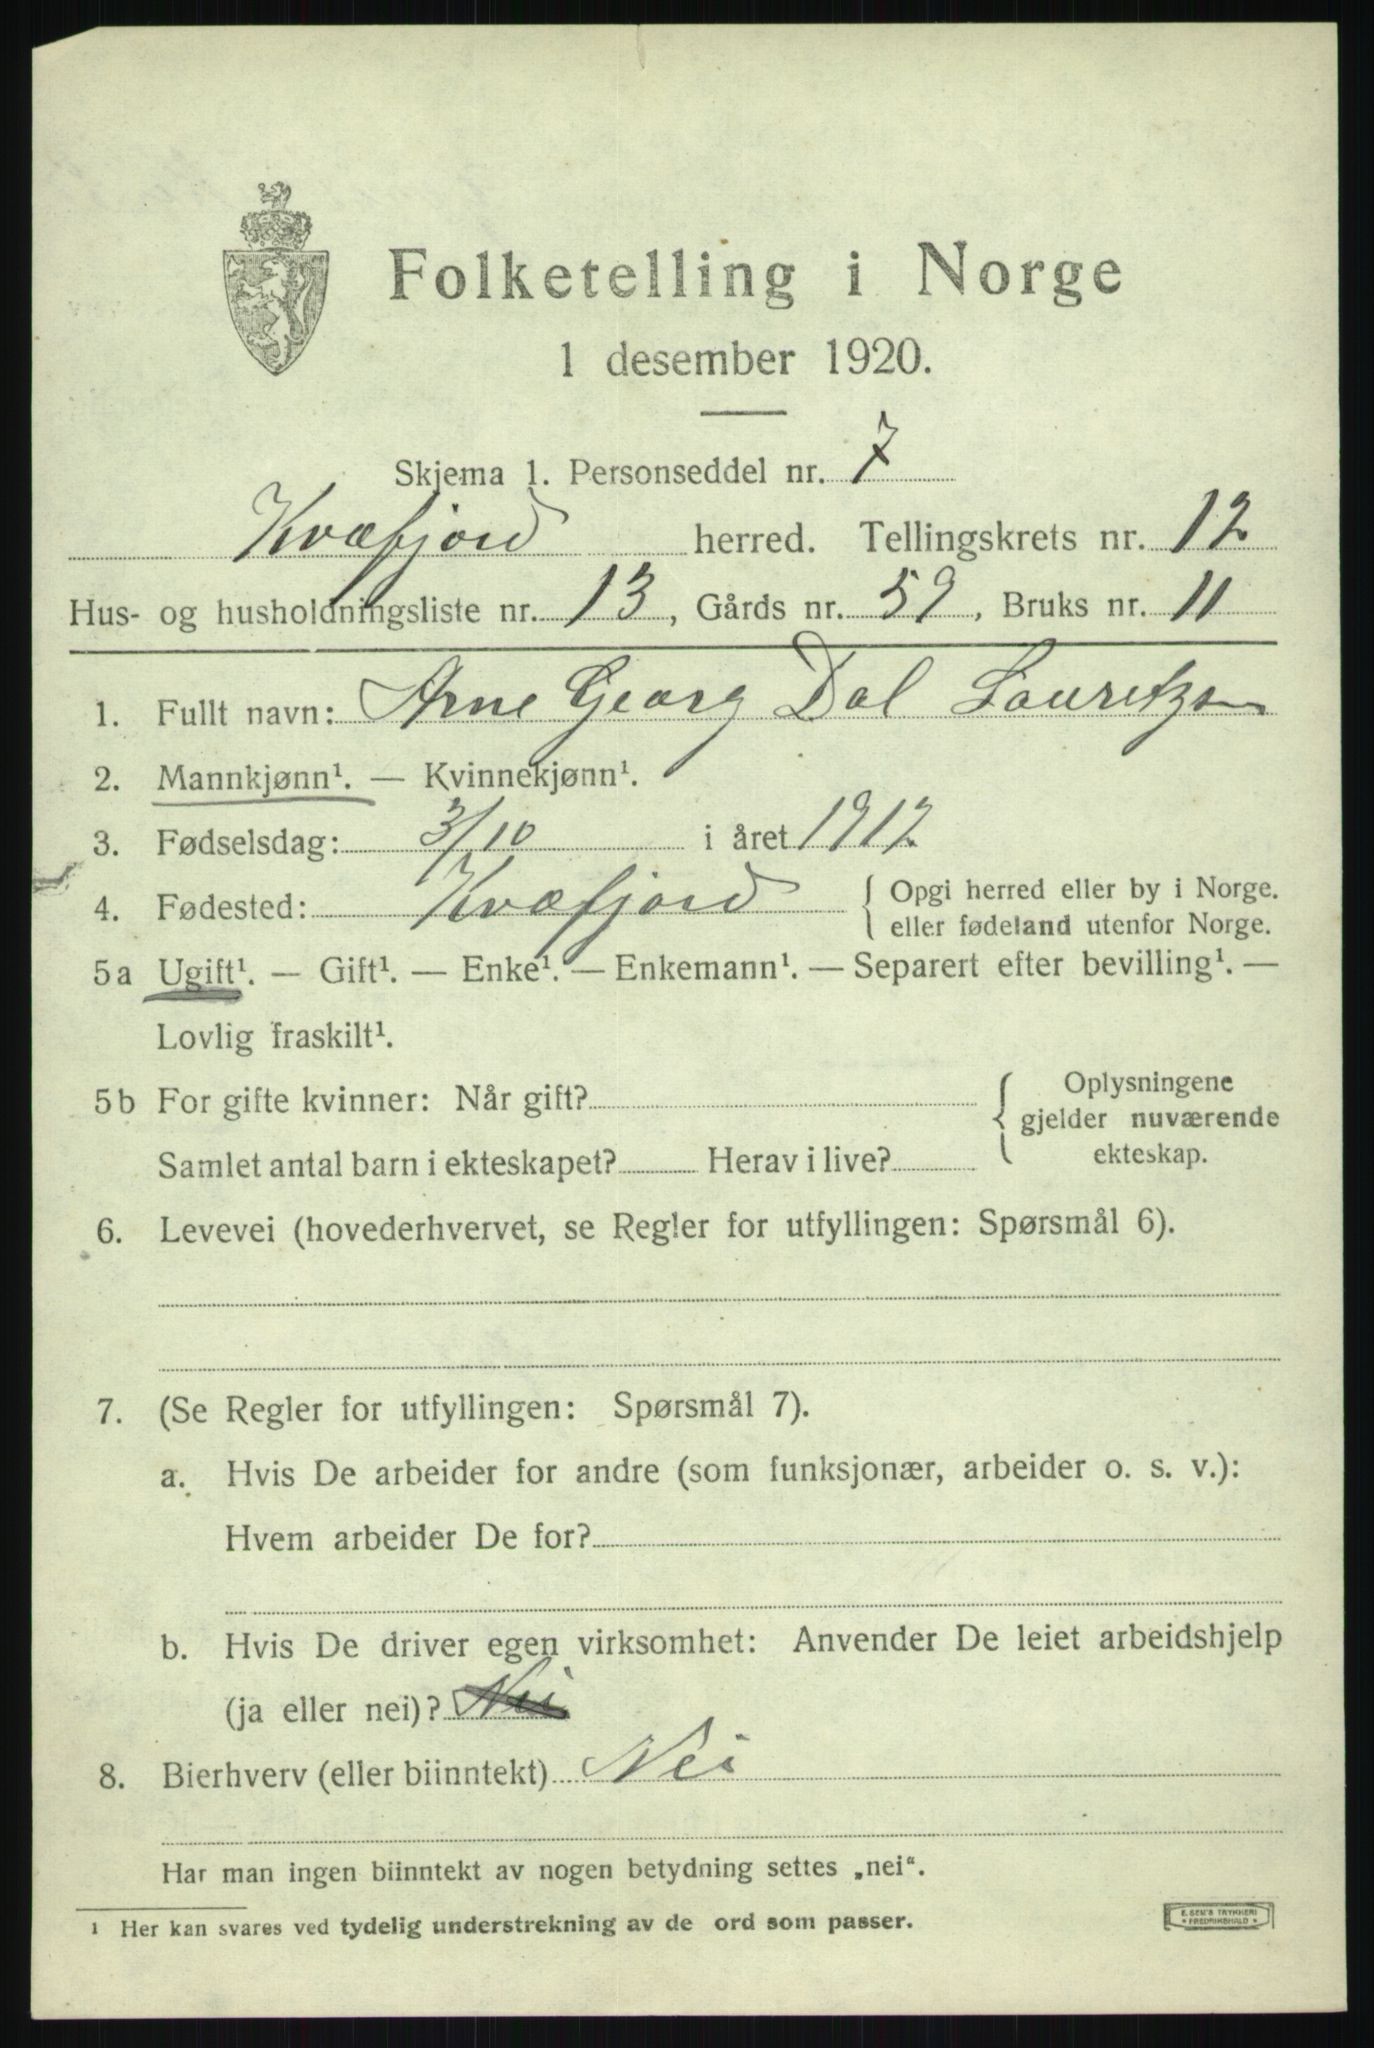 Folketelling i Norge
1 desember 1920.
Skjema 1. Personseddel nr. 7
Kvæfjord herred. Tellingskrets nr. 12
Hus- og husholdningsliste nr. 13, Gårds nr. 59, Bruks nr. 11
1. Fullt navn: Arne Georg Dal Lauritzen
2. Mannkjønn¹. — Kvinnekjønn¹.
3. Fødselsdag: 3/10 i året 1912.
4. Fødested: Kvæfjord { Opgi herred eller by i Norge.
eller fødeland utenfor Norge.
5a Ugift¹. — Gift¹. — Enke¹. — Enkemann¹. — Separert efter bevilling¹. —
Lovlig fraskilt¹.
5b For gifte kvinner: Når gift? { Oplysningene
gjelder nuværende
Samlet antal barn i ekteskapet? Herav i live? ekteskap.
6. Levevei (hovederhvervet, se Regler for utfyllingen: Spørsmål 6).
7. (Se Regler for utfyllingen: Spørsmål 7).
a. Hvis De arbeider for andre (som funksjonær, arbeider o. s. v.):
Hvem arbeider De for?
b. Hvis De driver egen virksomhet: Anvender De leiet arbeidshjelp
(ja eller nei)? Nei
8. Bierhverv (eller biinntekt) Nei
Har man ingen biinntekt av nogen betydning settes „nei“.
1 Her kan svares ved tydelig understrekning av de ord som passer.
E. SEM'S TRYKKERI
* FREDRIKSHALD *